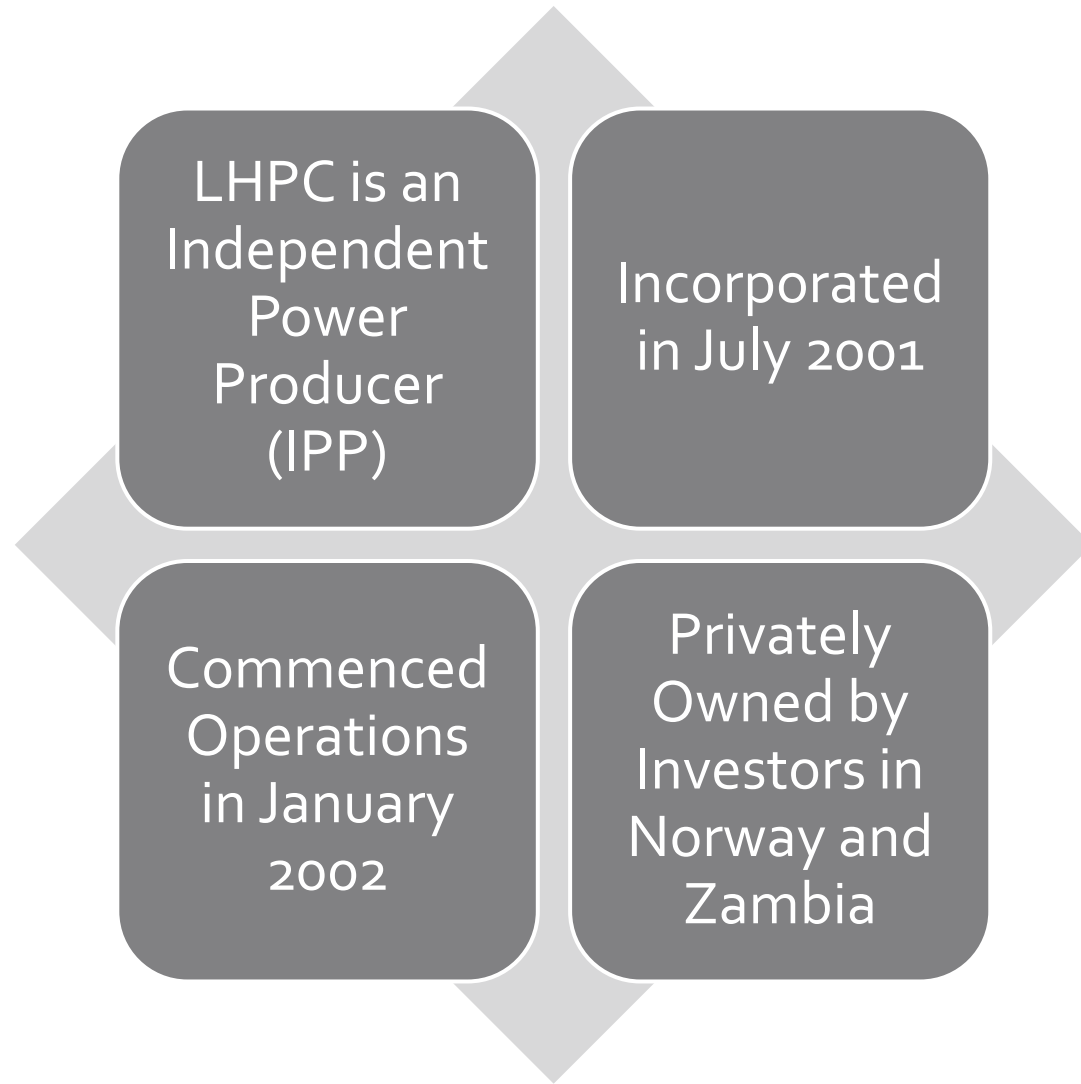 LHPC is an
Independent
Power
Producer
(IPP)
Incorporated
in July 2001
Commenced
Operations
in January
2002
Privately
Owned by
Investors in
Norway and
Zambia